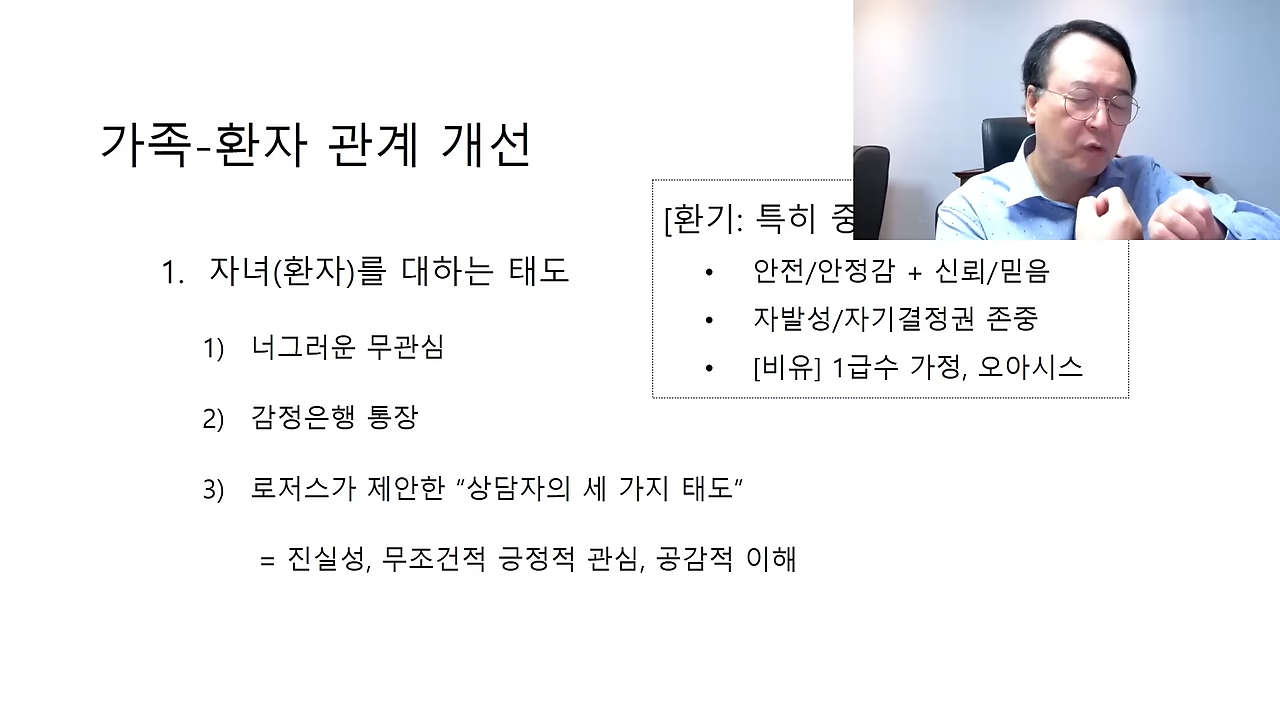 가족-환자 관계 개선
[환기: 특히
1. 자녀(환자)를 대하는 태도
• 안전/안정감 + 신뢰/믿음
• 자발성/자기결정권 존중
1) 너그러운 무관심
• [비유] 1급수 가정, 오아시스
2) 감정은행 통장
3) 로저스가 제안한 “상담자의 세 가지 태도”
= 진실성, 무조건적 긍정적 관심, 공감적 이해